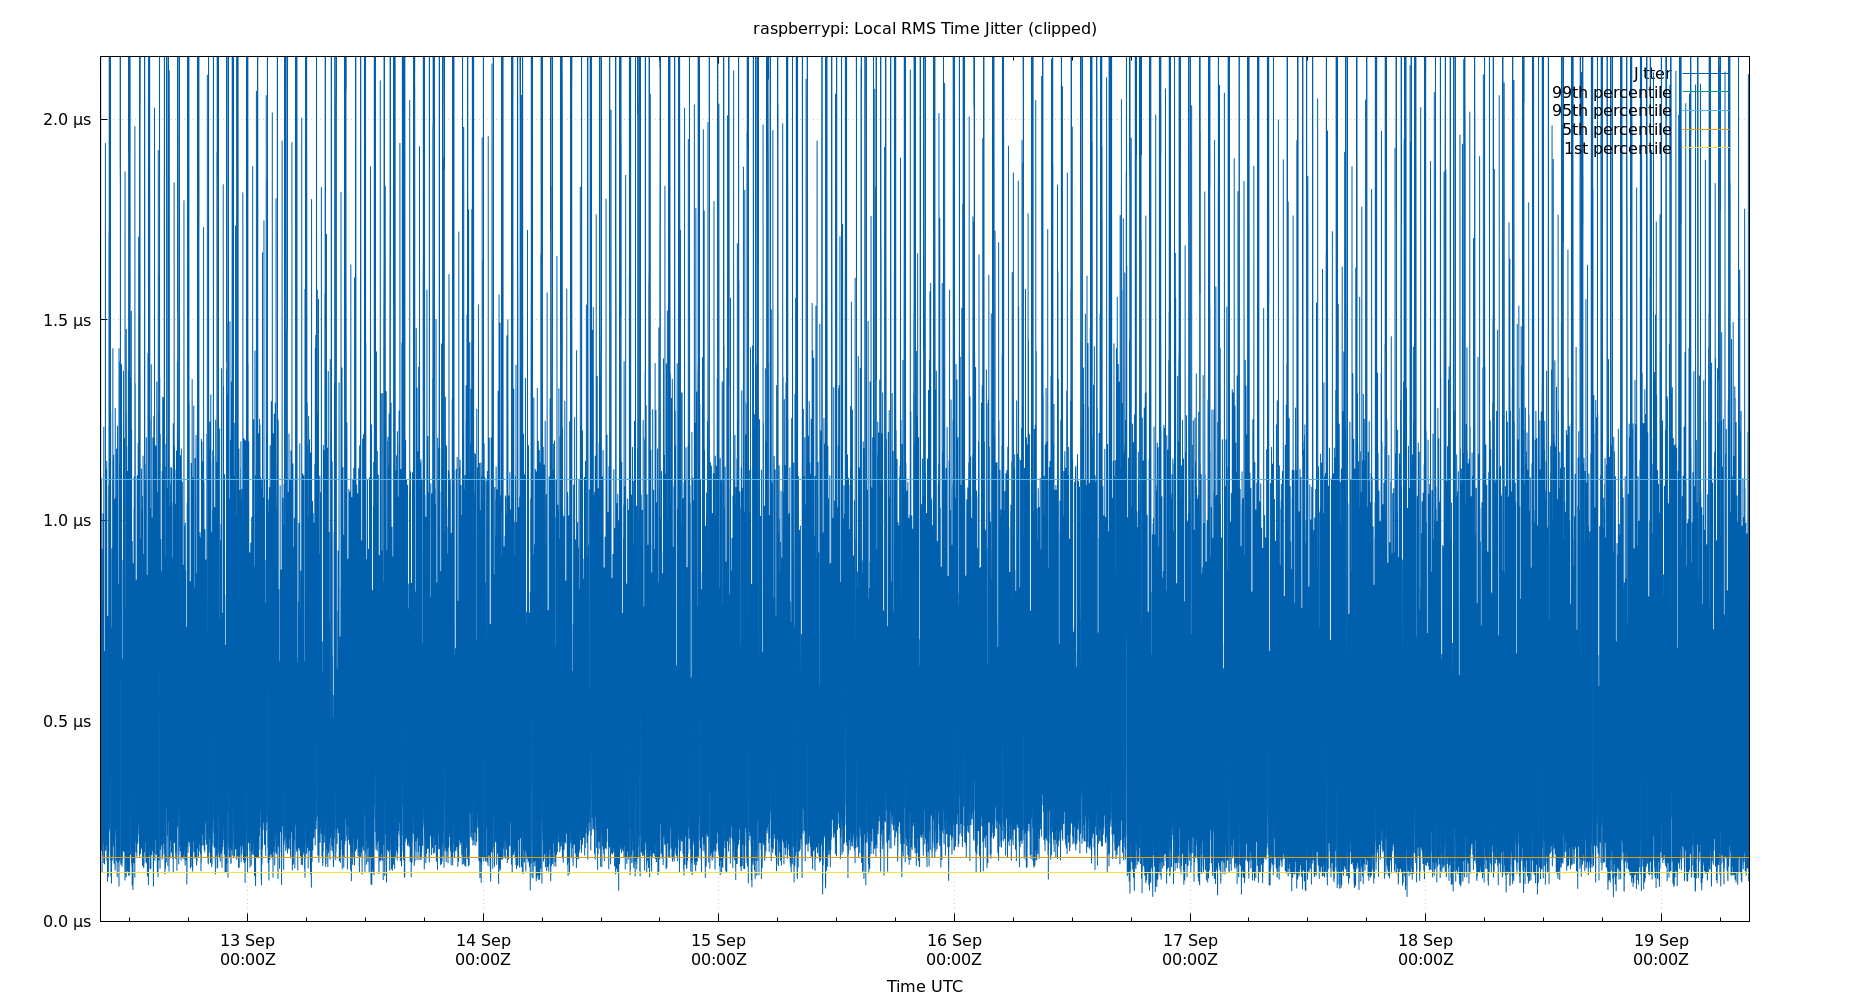 raspberrypi: Local RMS Time Jitter (clipped)
Jitter
99th percentile
95th percentile
5th percentile
1st percentile
2.0 µs
1.5 µs
1.0 µs
0.5 µs
0.0 µs
13 Sep
00:00Z
14 Sep
00:00Z
15 Sep
00:00Z
16 Sep
00:00Z
17 Sep
00:00Z
18 Sep
00:00Z
19 Sep
00:00Z
Time UTC